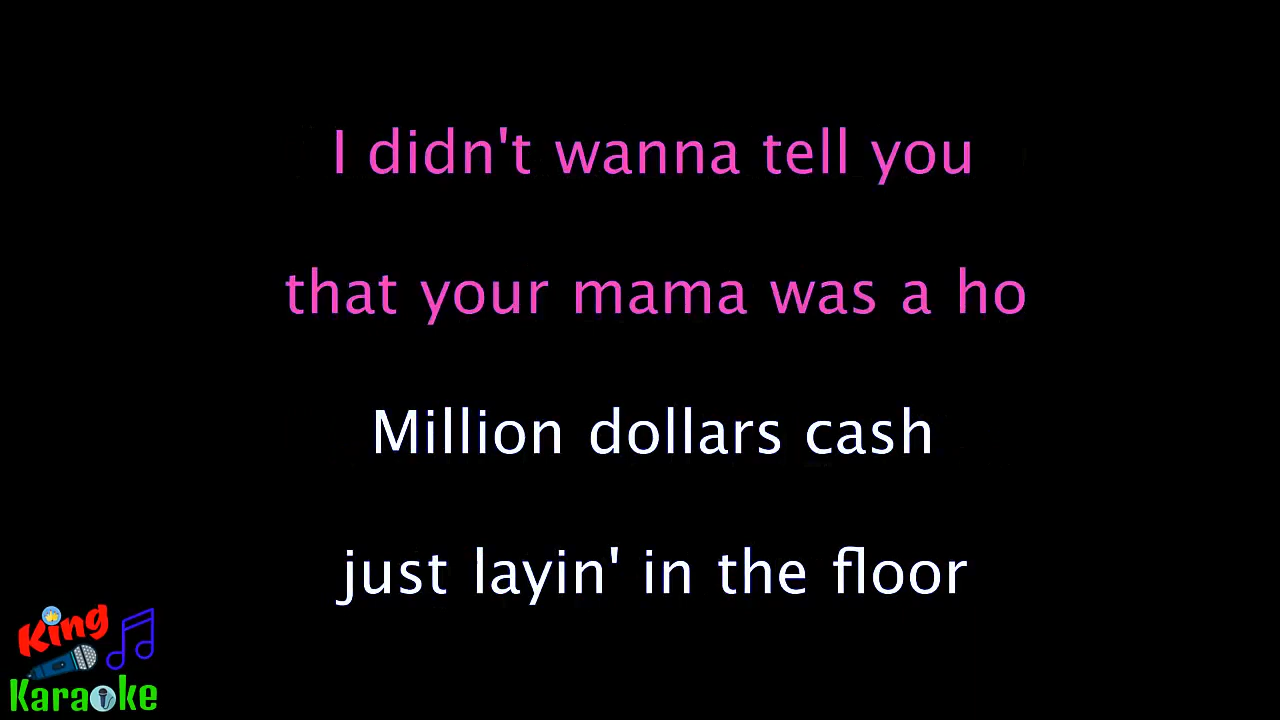 I didn't wanna tell you
that your mama was a ho
Million dollars cash
just layin' in the floor
King
Karaoke